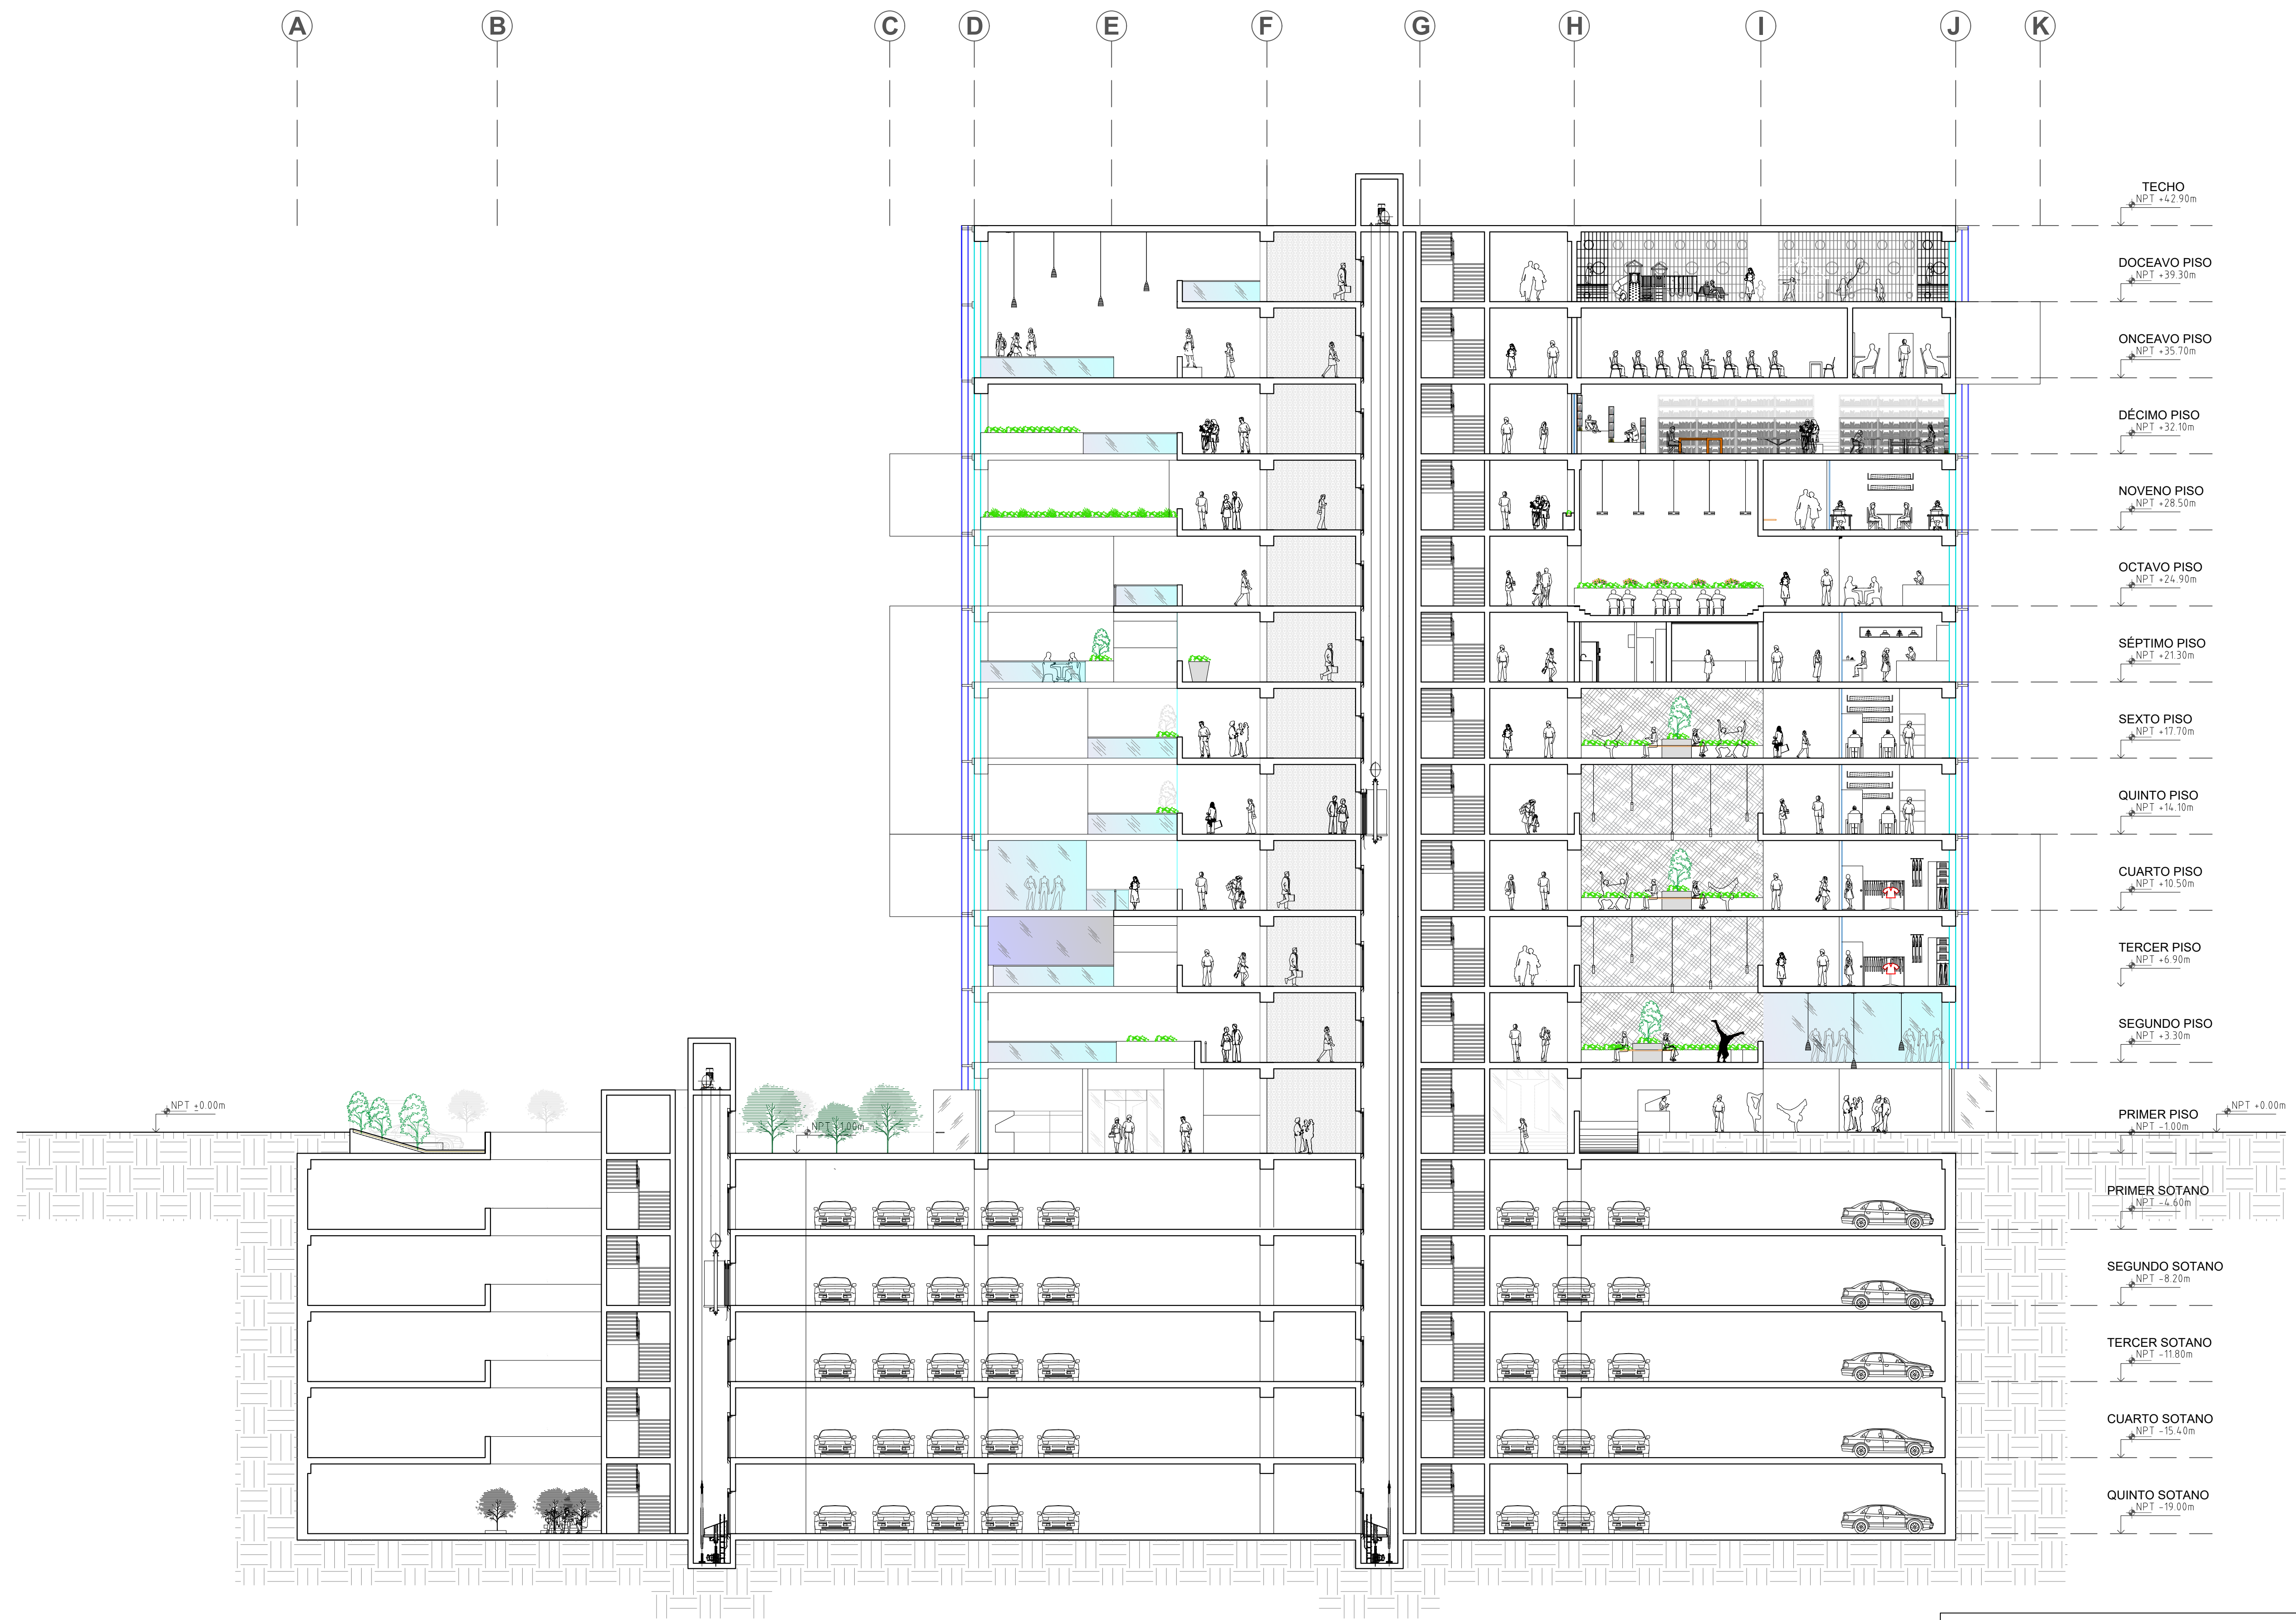 A B C D E F G H I J K
TECHO
NPT +42.90m
DOCEAVO PISO
NPT +39.30m
ONCEAVO PISO
NPT +35.70m
DÉCIMO PISO
NPT +32.10m
NOVENO PISO
NPT +28.50m
OCTAVO PISO
NPT +24.90m
SÉPTIMO PISO
NPT +21.30m
SEXTO PISO
NPT +17.70m
QUINTO PISO
NPT +14.10m
CUARTO PISO
NPT +10.50m
TERCER PISO
NPT +6.90m
SEGUNDO PISO
NPT +3.30m
NPT ±0.00m
NPT -1.00m
PRIMER PISO
NPT -1.00m
NPT +0.00m
PRIMER SOTANO
NPT -4.60m
SEGUNDO SOTANO
NPT -8.20m
TERCER SOTANO
NPT -11.80m
CUARTO SOTANO
NPT -15.40m
QUINTO SOTANO
NPT -19.00m